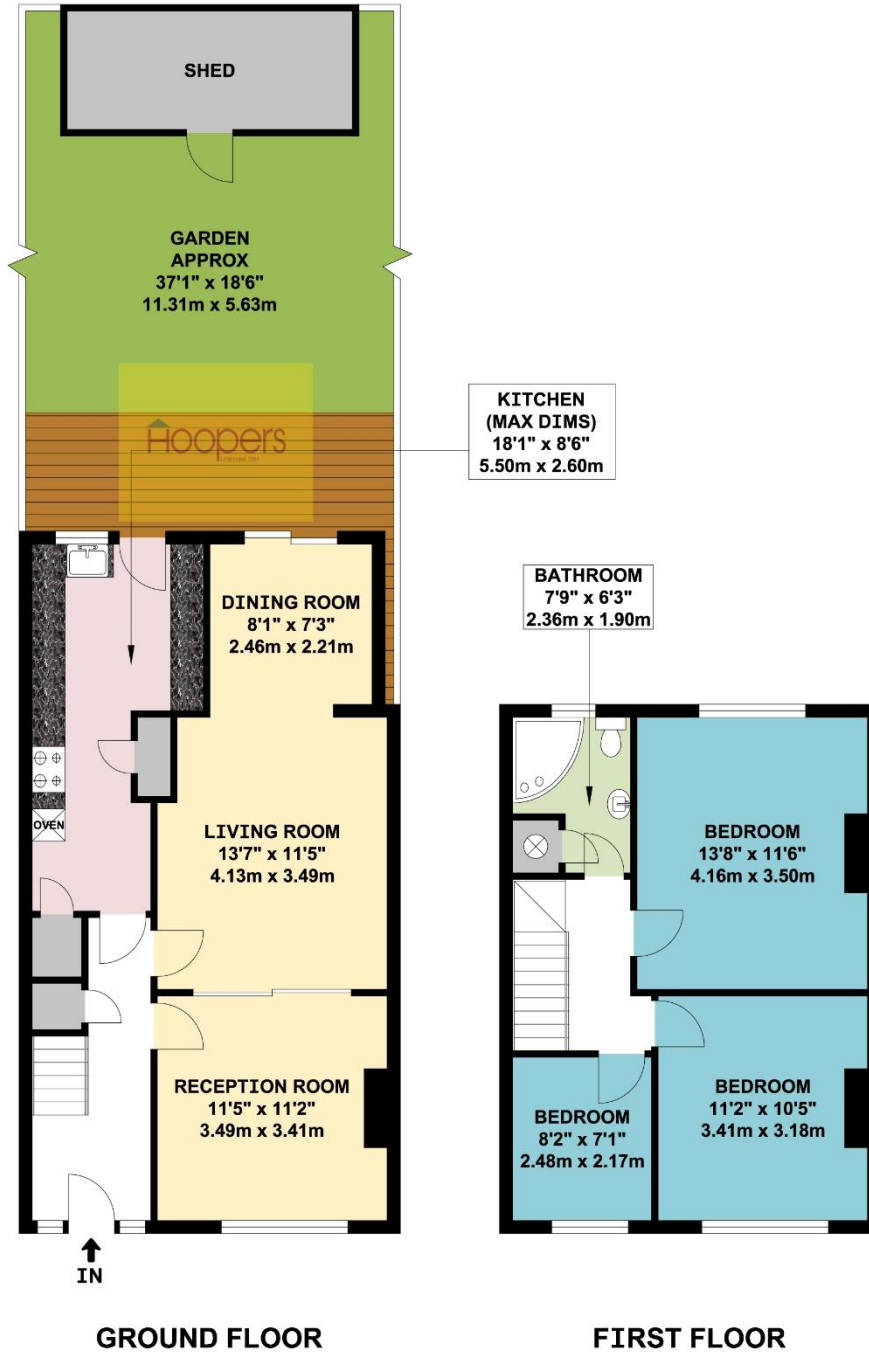 SHED
GARDEN
APPROX
37'1" x 18'6"
11.31m x 5.63m
Hoopers
KITCHEN
(MAX DIMS)
18'1" x 8'6"
5.50m x 2.60m
DINING ROOM
8'1" x 7'3"
2.46m x 2.21m
BATHROOM
7'9" x 6'3"
2.36m x 1.90m
OVEN
LIVING ROOM
13'7" x 11'5"
4.13m x 3.49m
BEDROOM
13'8" x 11'6"
4.16m x 3.50m
RECEPTION ROOM
11'5" x 11'2"
3.49m x 3.41m
BEDROOM
8'2" x 7'1"
2.48m x 2.17m
BEDROOM
11'2" x 10'5"
3.41m x 3.18m
IN
GROUND FLOOR
FIRST FLOOR